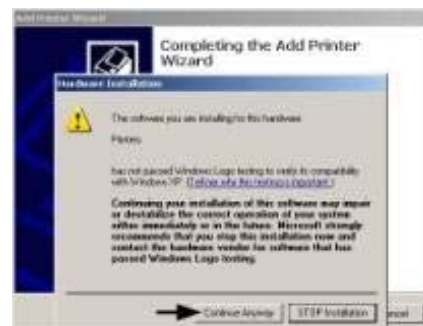 Add Printer Wizard
Completing the Add Printer
Wizard
Hardware Installation
The software you are installing for this hardware:
Printers
has not passed Windows Logo testing to verify its compatibility
with Windows XP. (Tell me why this testing is important.)
Continuing your installation of this software may impair
or destabilize the correct operation of your system
either immediately or in the future. Microsoft strongly
recommends that you stop this installation now and
contact the hardware vendor for software that has
passed Windows Logo testing.
Continue Anyway
STOP Installation